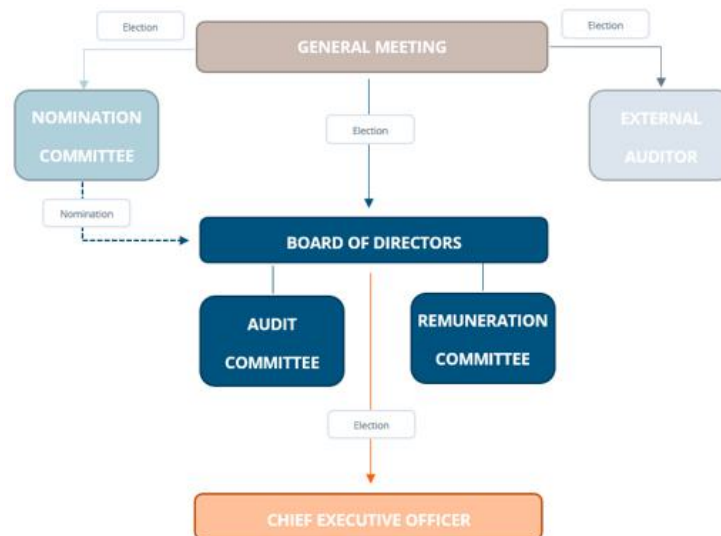 Election
GENERAL MEETING
Election
NOMINATION
COMMITTEE
Election
EXTERNAL
AUDITOR
Nomination
BOARD OF DIRECTORS
AUDIT
COMMITTEE
REMUNERATION
COMMITTEE
Election
CHIEF EXECUTIVE OFFICER